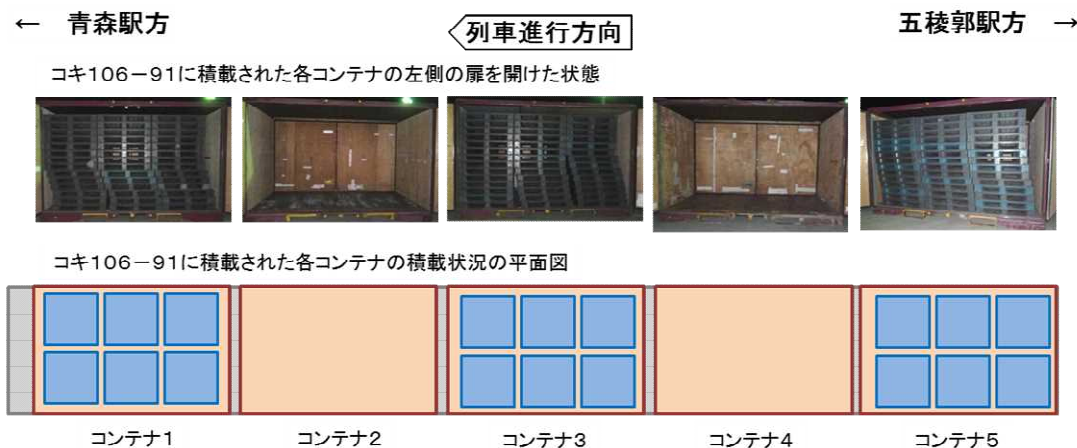 ← 青森駅方
列車進行方向
五稜郭駅方 →
コキ106-91に積載された各コンテナの左側の扉を開けた状態
コキ106-91に積載された各コンテナの積載状況の平面図
コンテナ1
コンテナ2
コンテナ3
コンテナ4
コンテナ5